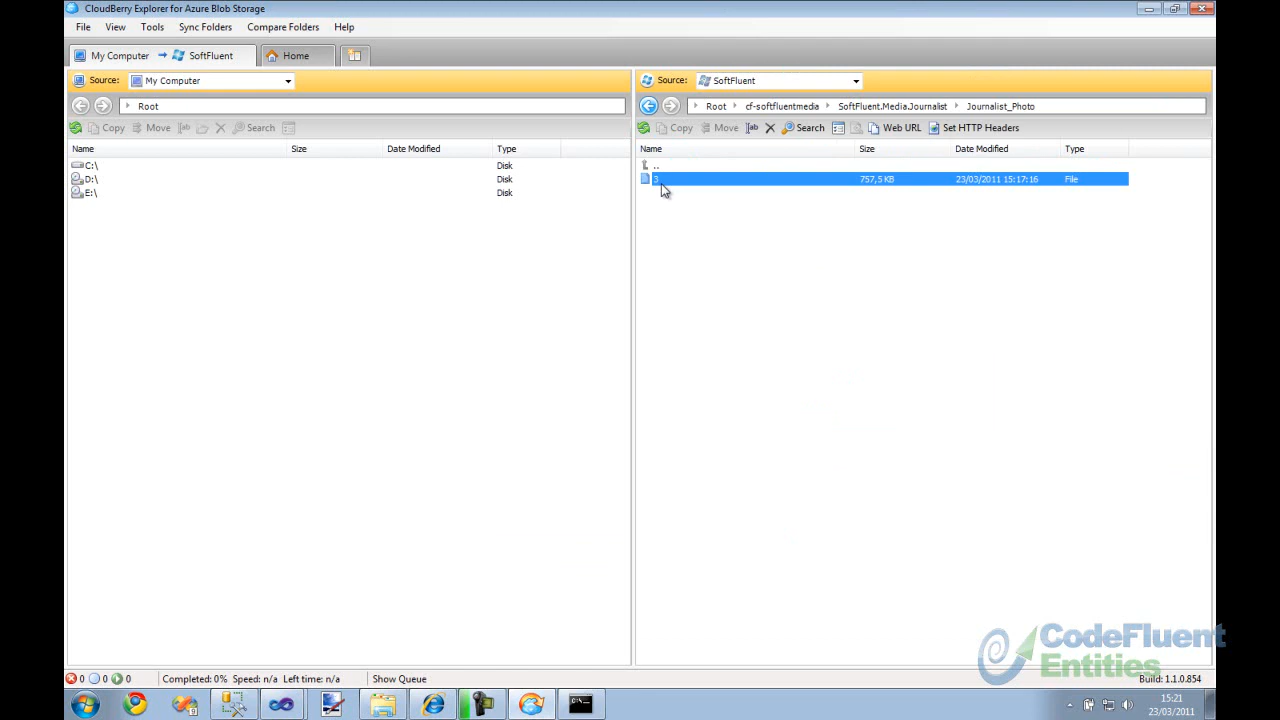 CloudBerry Explorer for Azure Blob Storage
File View Tools Sync Folders Compare Folders Help
My Computer SoftFluent Home
Source: My Computer
Root
Copy Move Search
Name Size Date Modified Type
C:\ Disk
D:\ Disk
E:\ Disk
Source: SoftFluent
Root cf-softfluentmedia SoftFluent.Media.Journalist Journalist_Photo
Copy Move Search Web URL Set HTTP Headers
Name Size Date Modified Type
..
3 757,5 KB 23/03/2011 15:17:16 File
CodeFluent
Entities
0 0 0 Completed: 0% Speed: n/a Left time: n/a Show Queue
Build: 1.1.0.854
15:21
23/03/2011